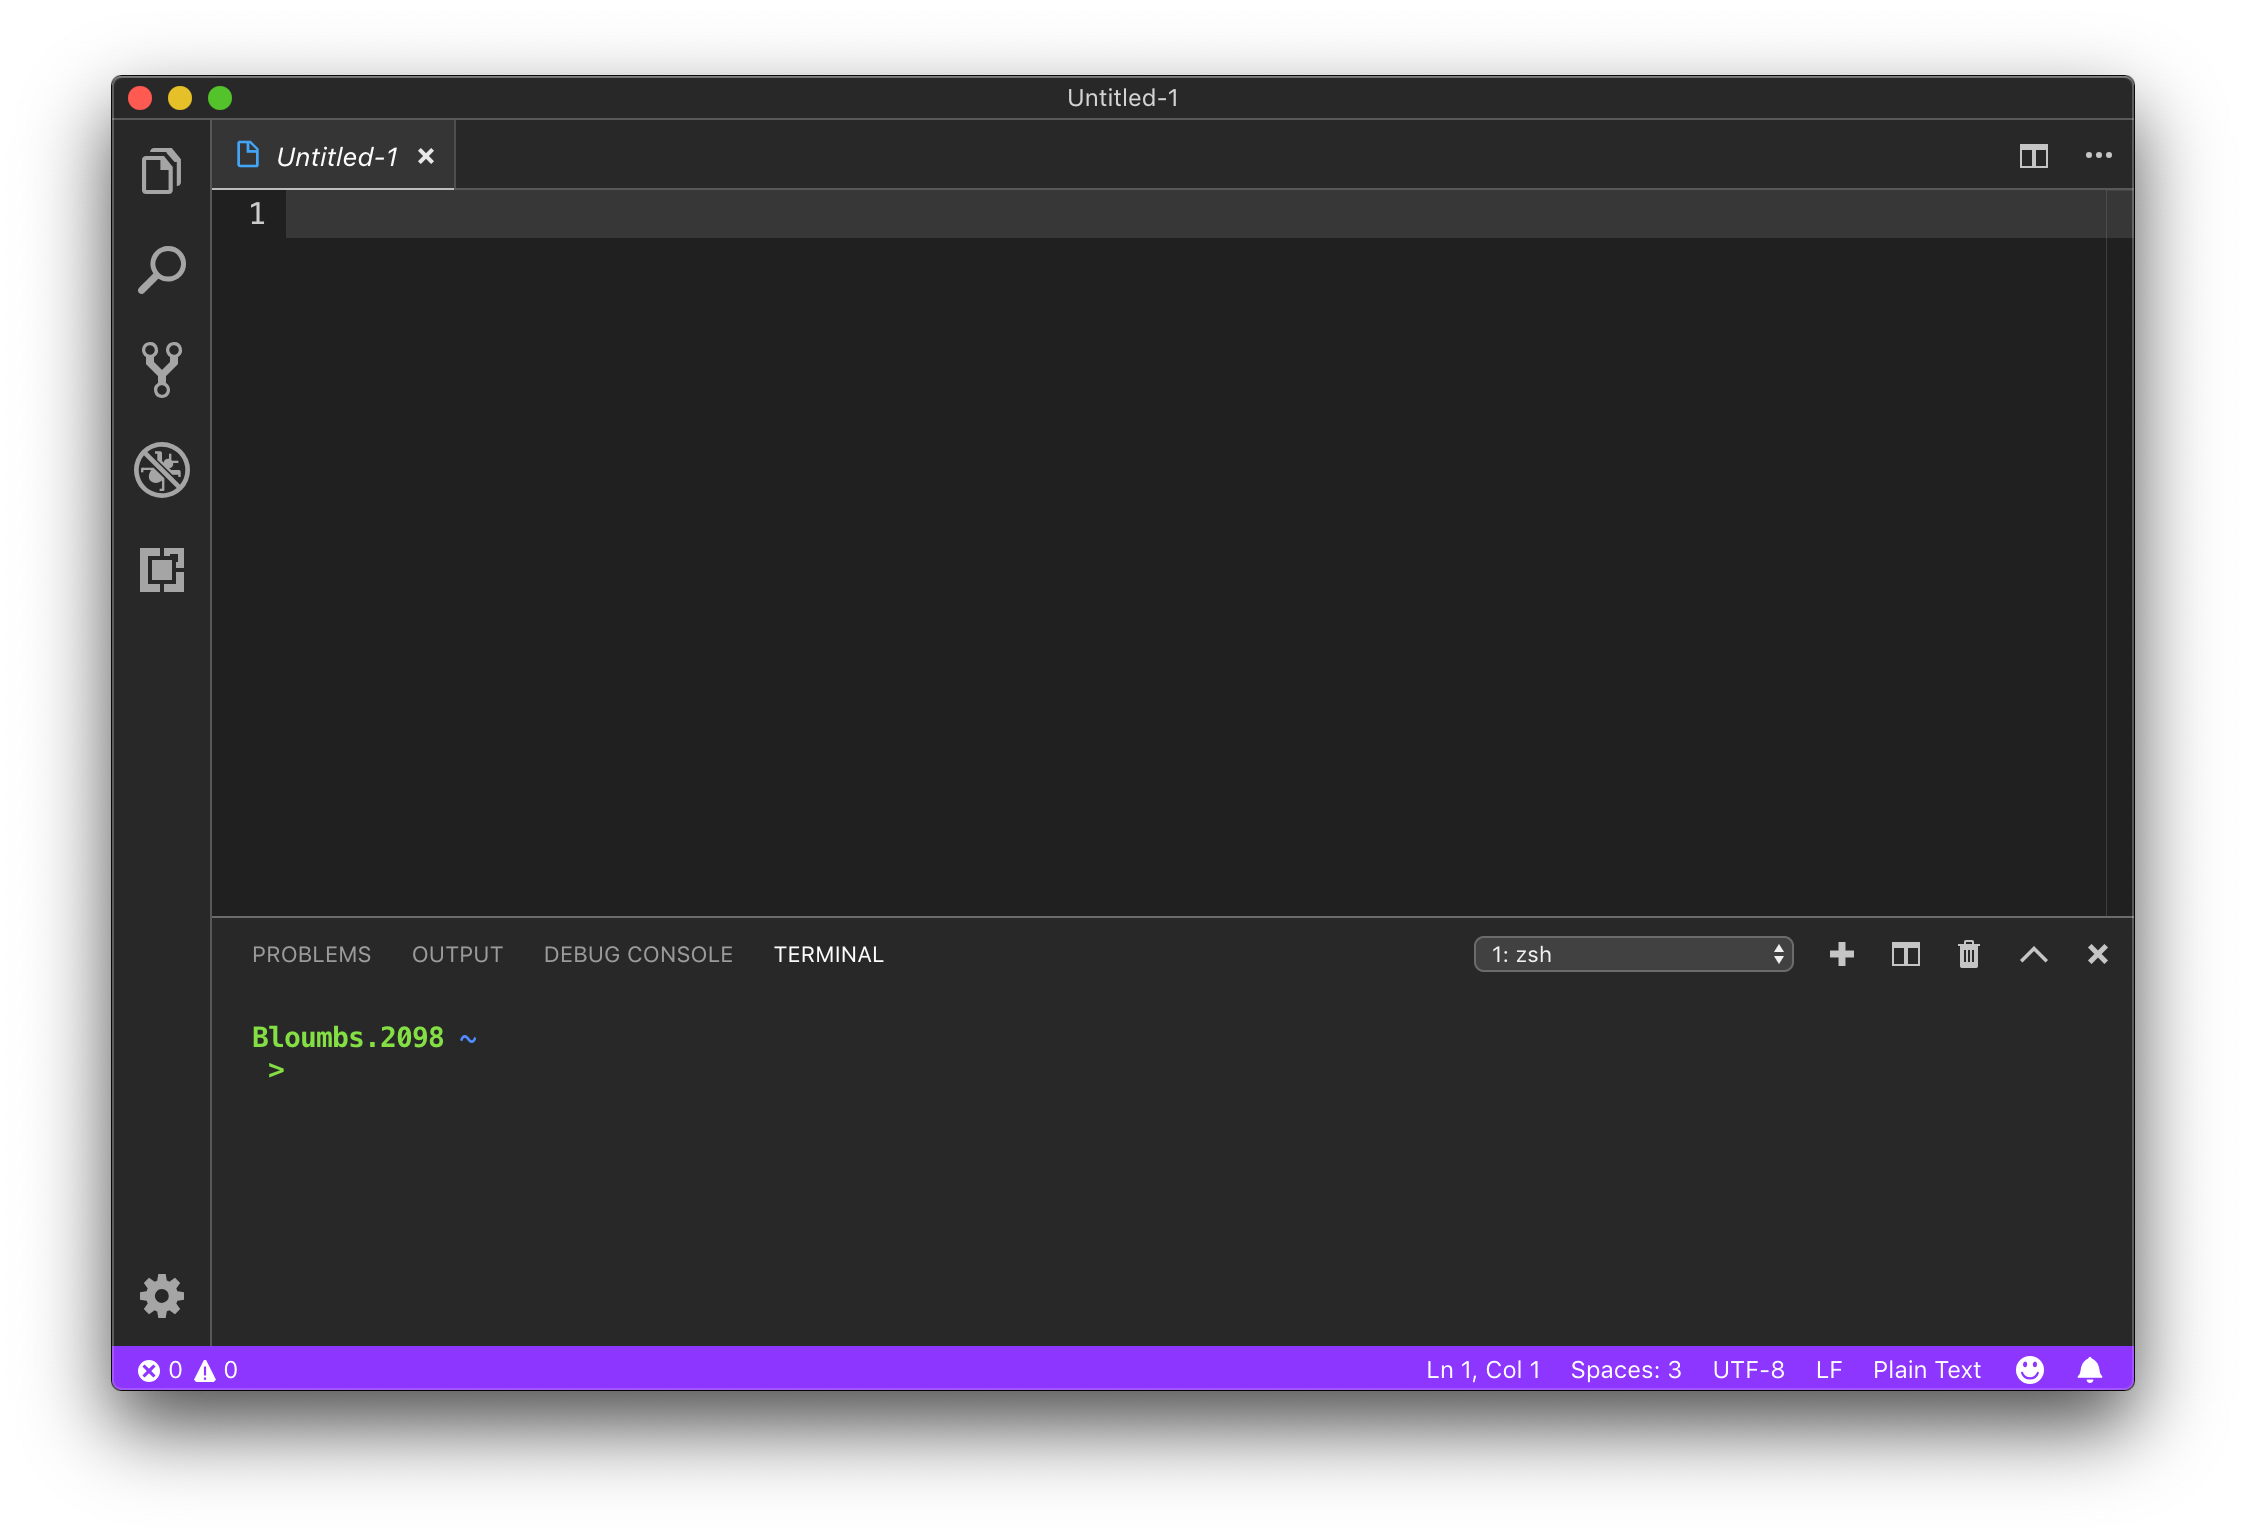 Untitled-1
Untitled-1
1
PROBLEMS OUTPUT DEBUG CONSOLE TERMINAL 1: zsh
Bloumbs.2098 ~
>
0 0 Ln 1, Col 1 Spaces: 3 UTF-8 LF Plain Text